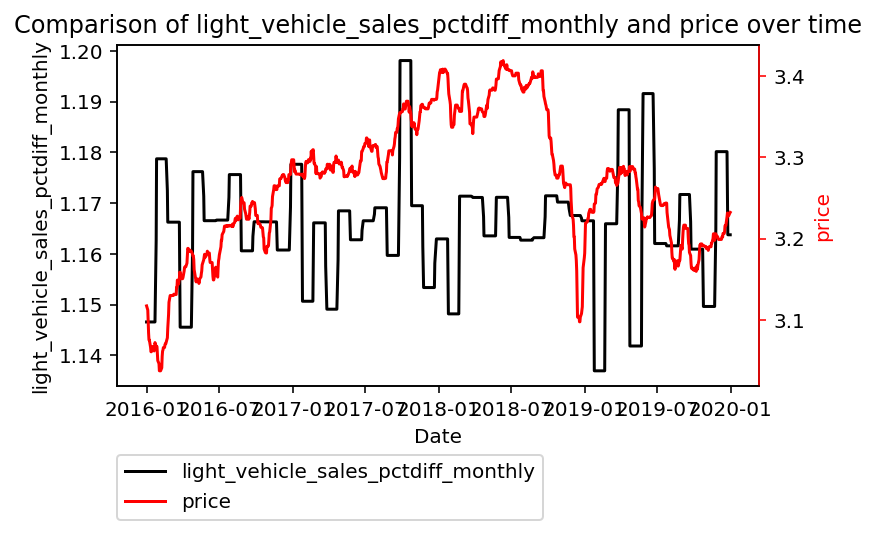 Comparison of light_vehicle_sales_pctdiff_monthly and price over time
light_vehicle_sales_pctdiff_monthly
1.20
1.19
1.18
1.17
1.16
1.15
1.14
3.4
3.3
3.2
3.1
price
2016-01 2016-07 2017-01 2017-07 2018-01 2018-07 2019-01 2019-07 2020-01
Date
light_vehicle_sales_pctdiff_monthly
price